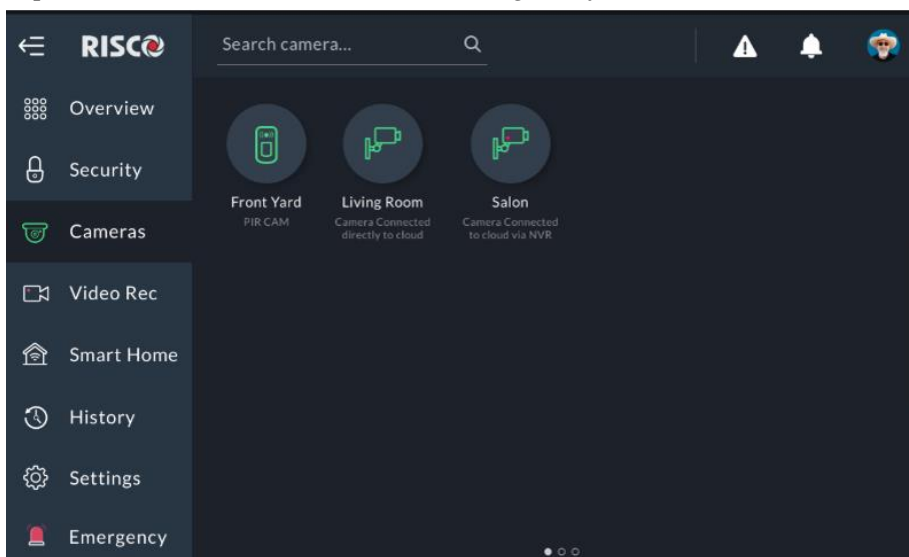 RISCO
Search camera...
Overview
Security
Cameras
Video Rec
Smart Home
History
Settings
Emergency
Front Yard
PIR CAM
Living Room
Camera Connected
directly to cloud
Salon
Camera Connected
to cloud via NVR